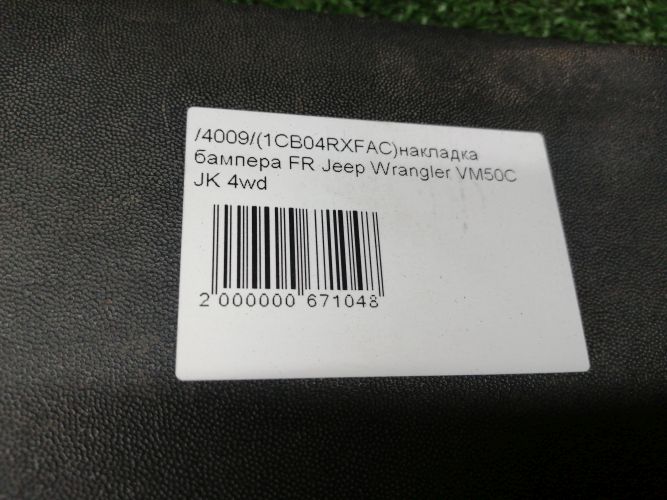 /4009/(1CB04RXFAC)накладка
бампера FR Jeep Wrangler VM50C
JK 4wd
2 000000 671048